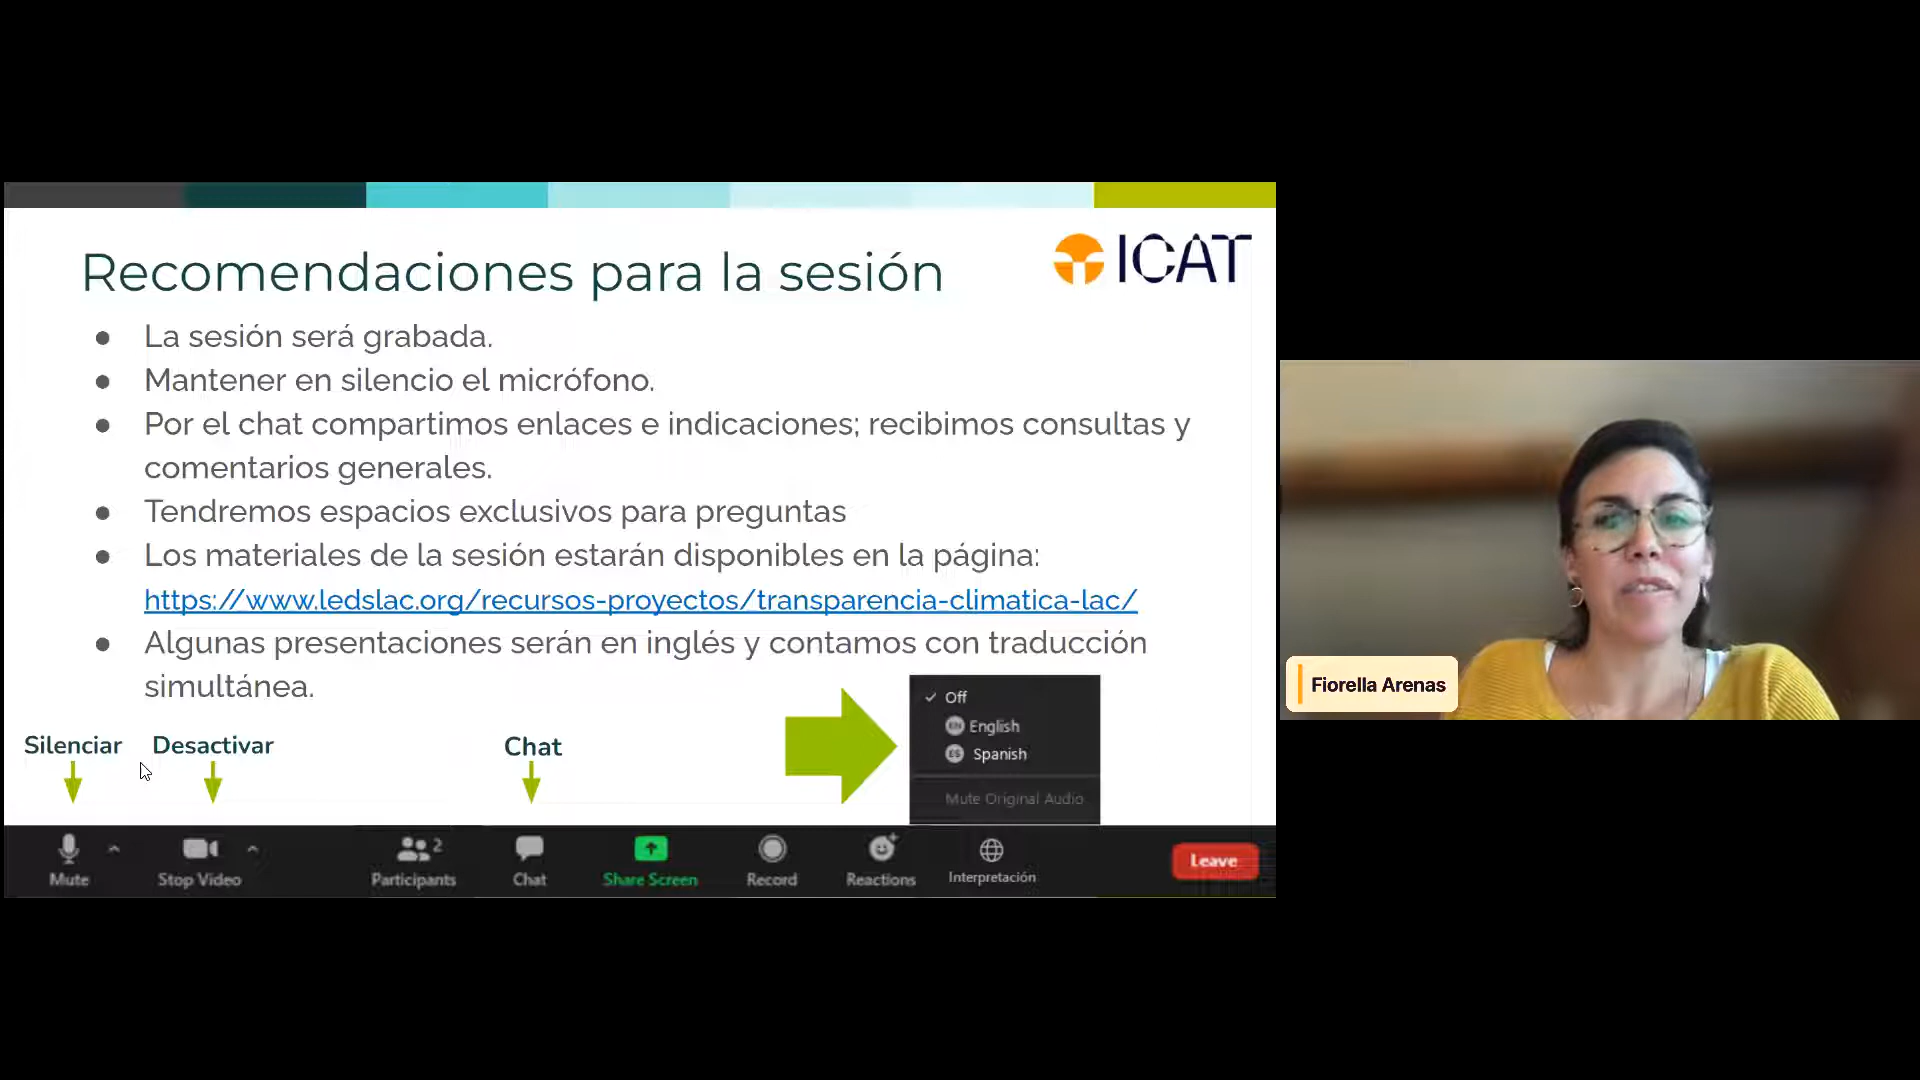 Recomendaciones para la sesión
ICAT
● La sesión será grabada.
● Mantener en silencio el micrófono.
● Por el chat compartimos enlaces e indicaciones; recibimos consultas y
comentarios generales.
● Tendremos espacios exclusivos para preguntas
● Los materiales de la sesión estarán disponibles en la página:
https://www.ledslac.org/recursos-proyectos/transparencia-climatica-lac/
● Algunas presentaciones serán en inglés y contamos con traducción
simultánea.
Silenciar
Desactivar
Chat
Off
EN English
ES Spanish
Mute Original Audio
Mute
Stop Video
2
Participants
Chat
Share Screen
Record
Reactions
Interpretación
Leave
Fiorella Arenas